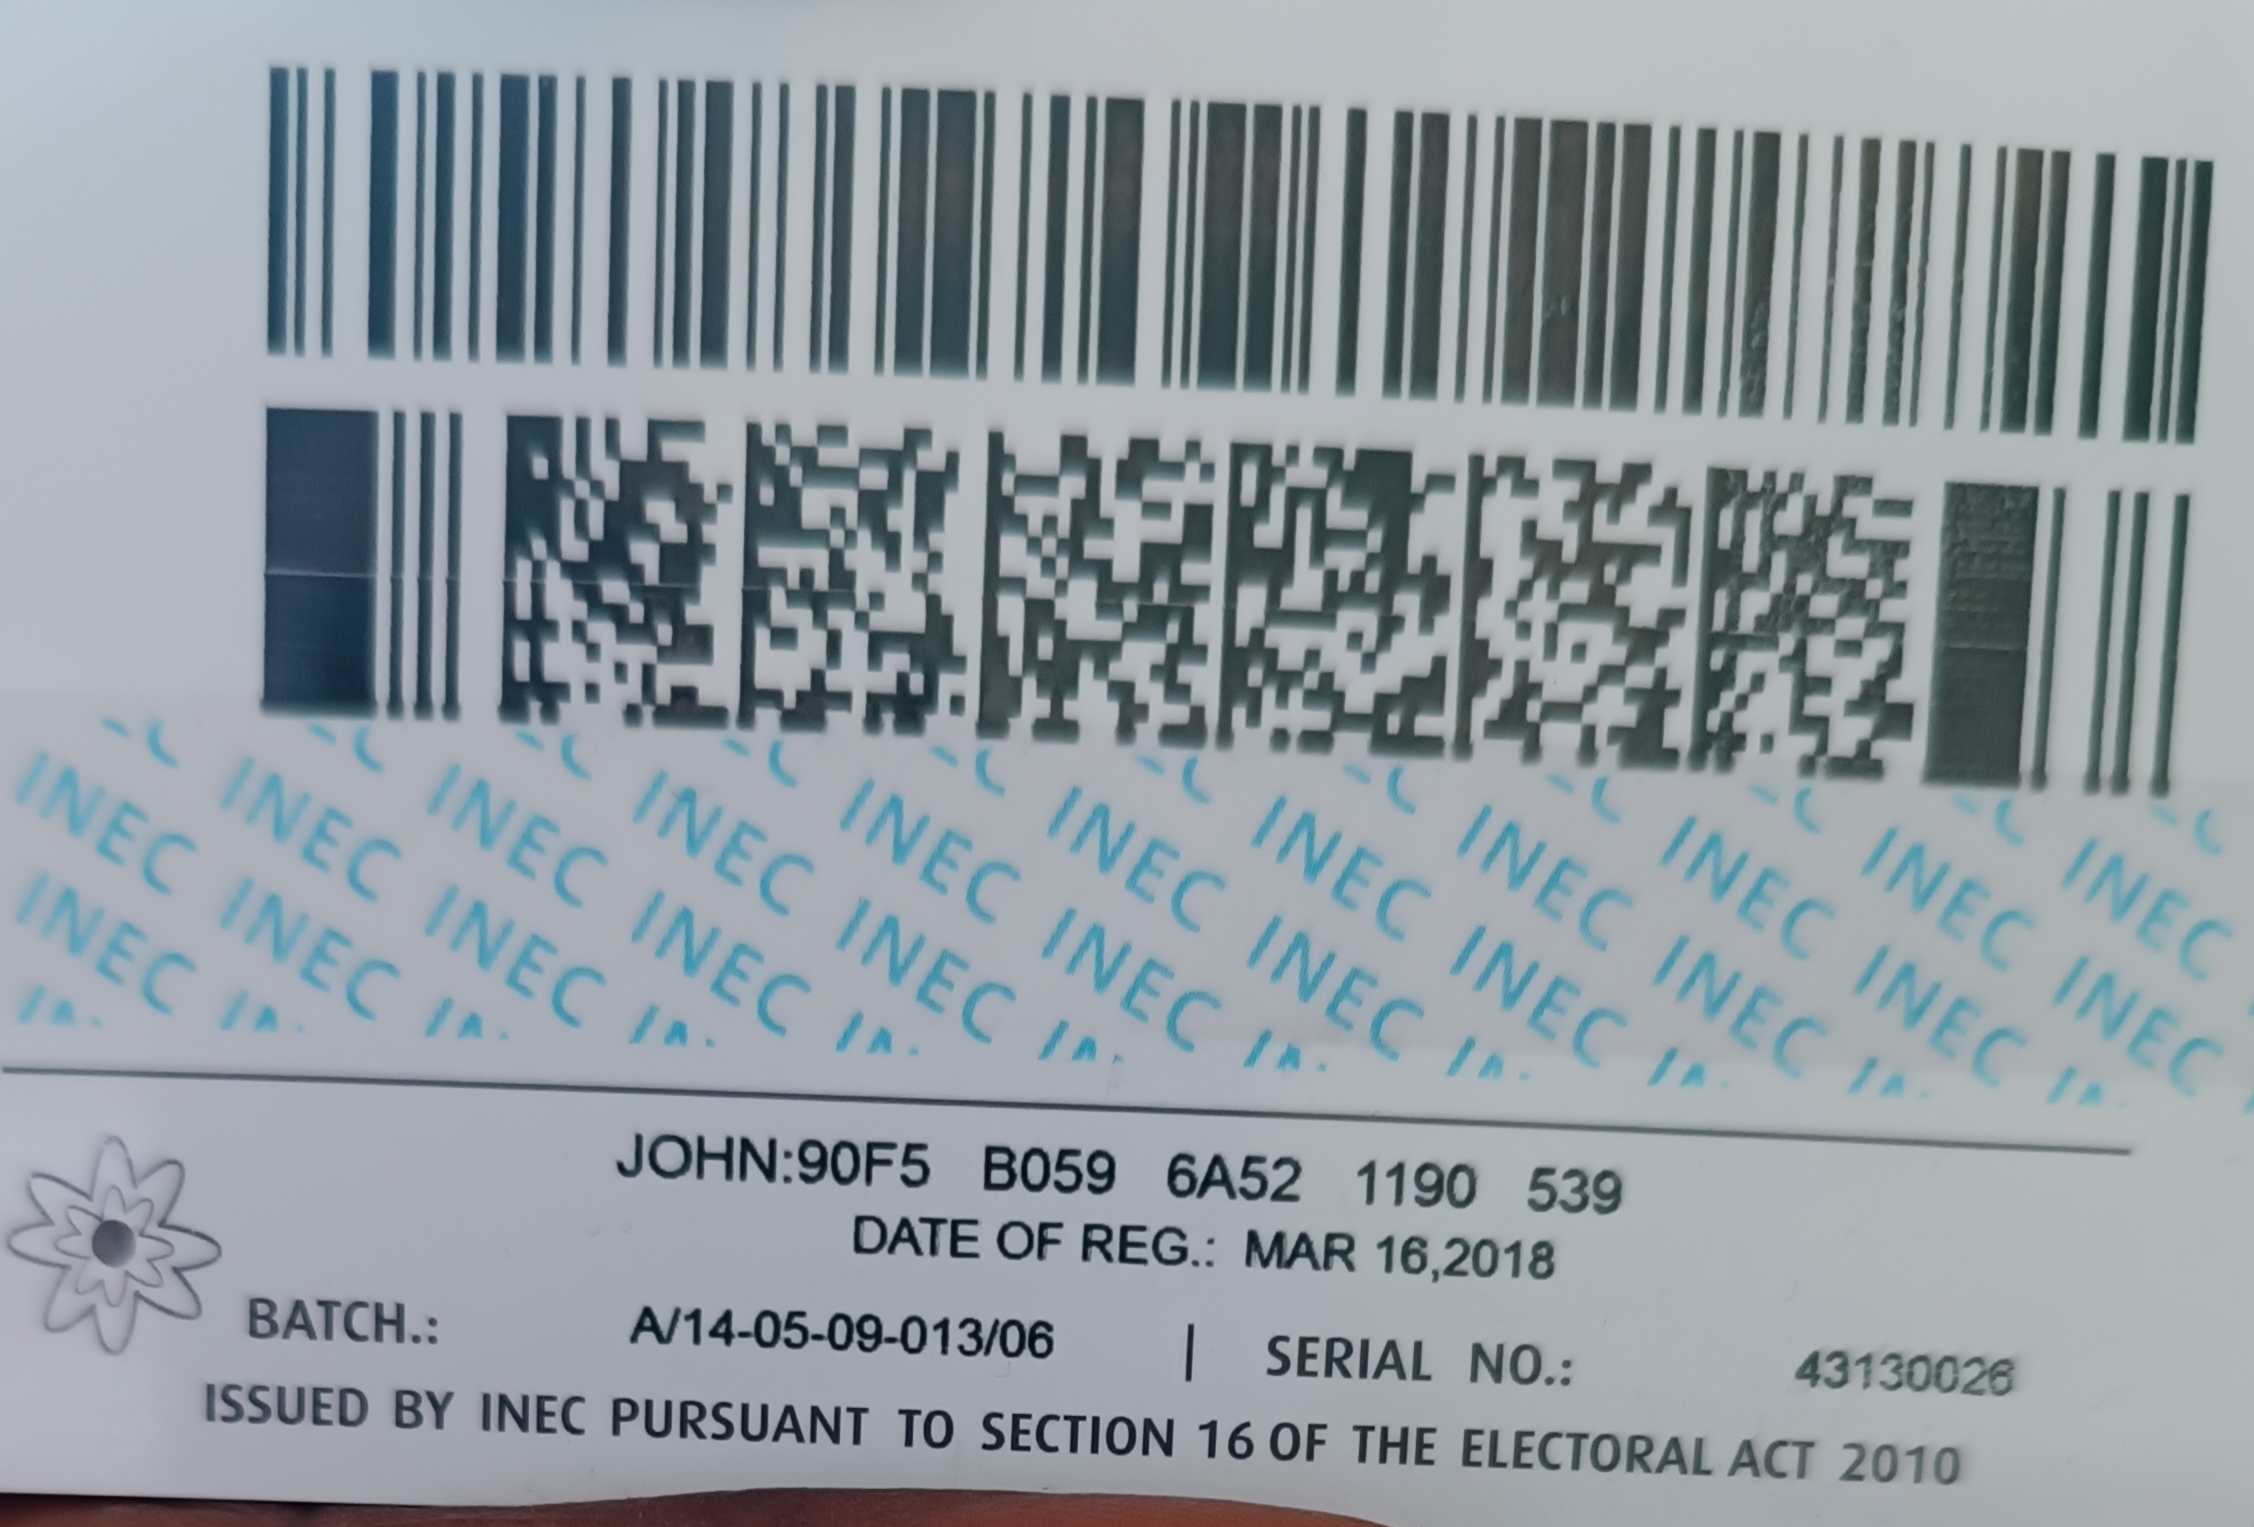 INEC INEC INEC INEC INEC INEC INEC INEC INEC INEC INEC
INEC INEC INEC INEC INEC INEC INEC INEC INEC INEC INEC
JOHN:90F5 B059 6A52 1190 539
DATE OF REG.: MAR 16,2018
BATCH.: A/14-05-09-013/06 | SERIAL NO.: 43130026
ISSUED BY INEC PURSUANT TO SECTION 16 OF THE ELECTORAL ACT 2010